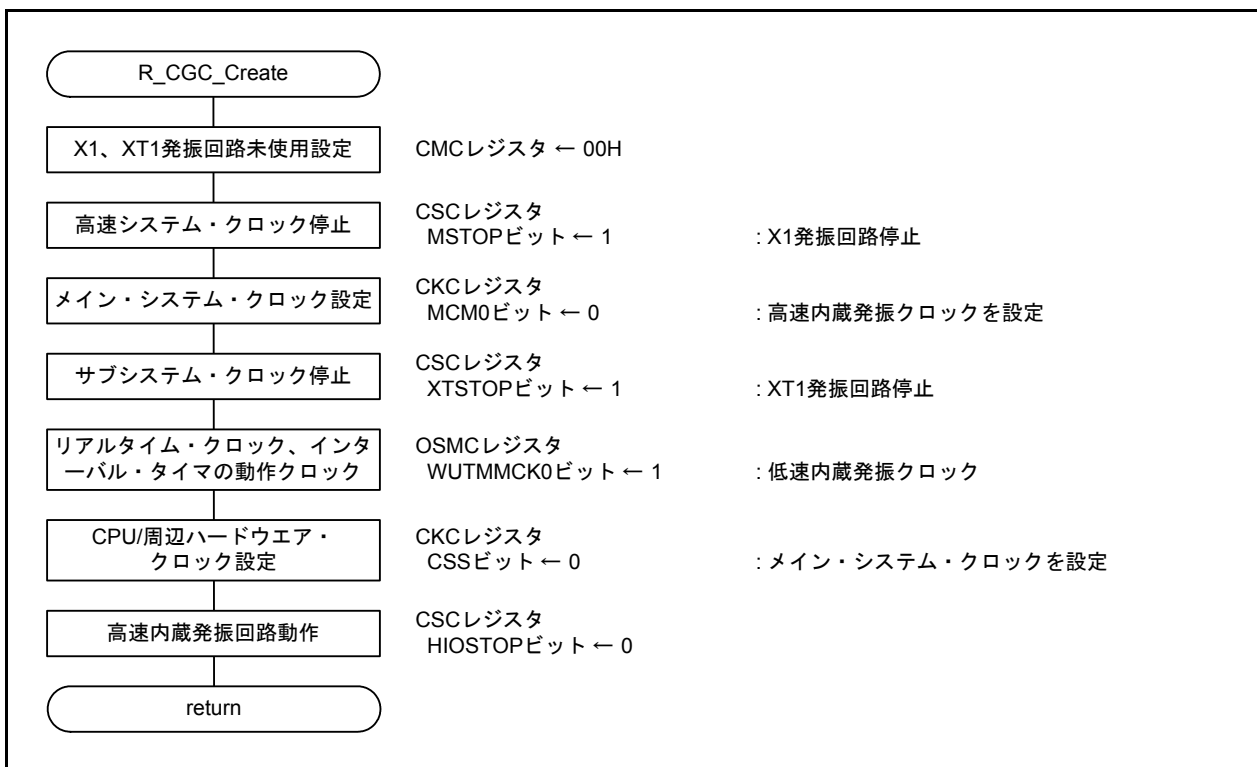 R_CGC_Create
X1、XT1発振回路未使用設定
CMCレジスタ ← 00H
高速システム・クロック停止
CSCレジスタ
MSTOPビット ← 1 : X1発振回路停止
メイン・システム・クロック設定
CKCレジスタ
MCM0ビット ← 0 : 高速内蔵発振クロックを設定
サブシステム・クロック停止
CSCレジスタ
XTSTOPビット ← 1 : XT1発振回路停止
リアルタイム・クロック、インタ
ーバル・タイマの動作クロック
OSMCレジスタ
WUTMMCK0ビット ← 1 : 低速内蔵発振クロック
CPU/周辺ハードウエア・
クロック設定
CKCレジスタ
CSSビット ← 0 : メイン・システム・クロックを設定
高速内蔵発振回路動作
CSCレジスタ
HIOSTOPビット ← 0
return